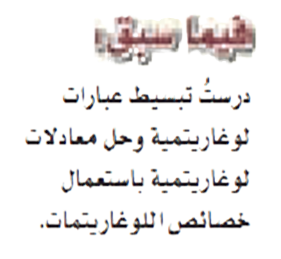 فيما سبق:
درستُ تبسيط عبارات
لوغاريتمية وحل معادلات
لوغاريتمية باستعمال
خصائص اللوغاريتمات.